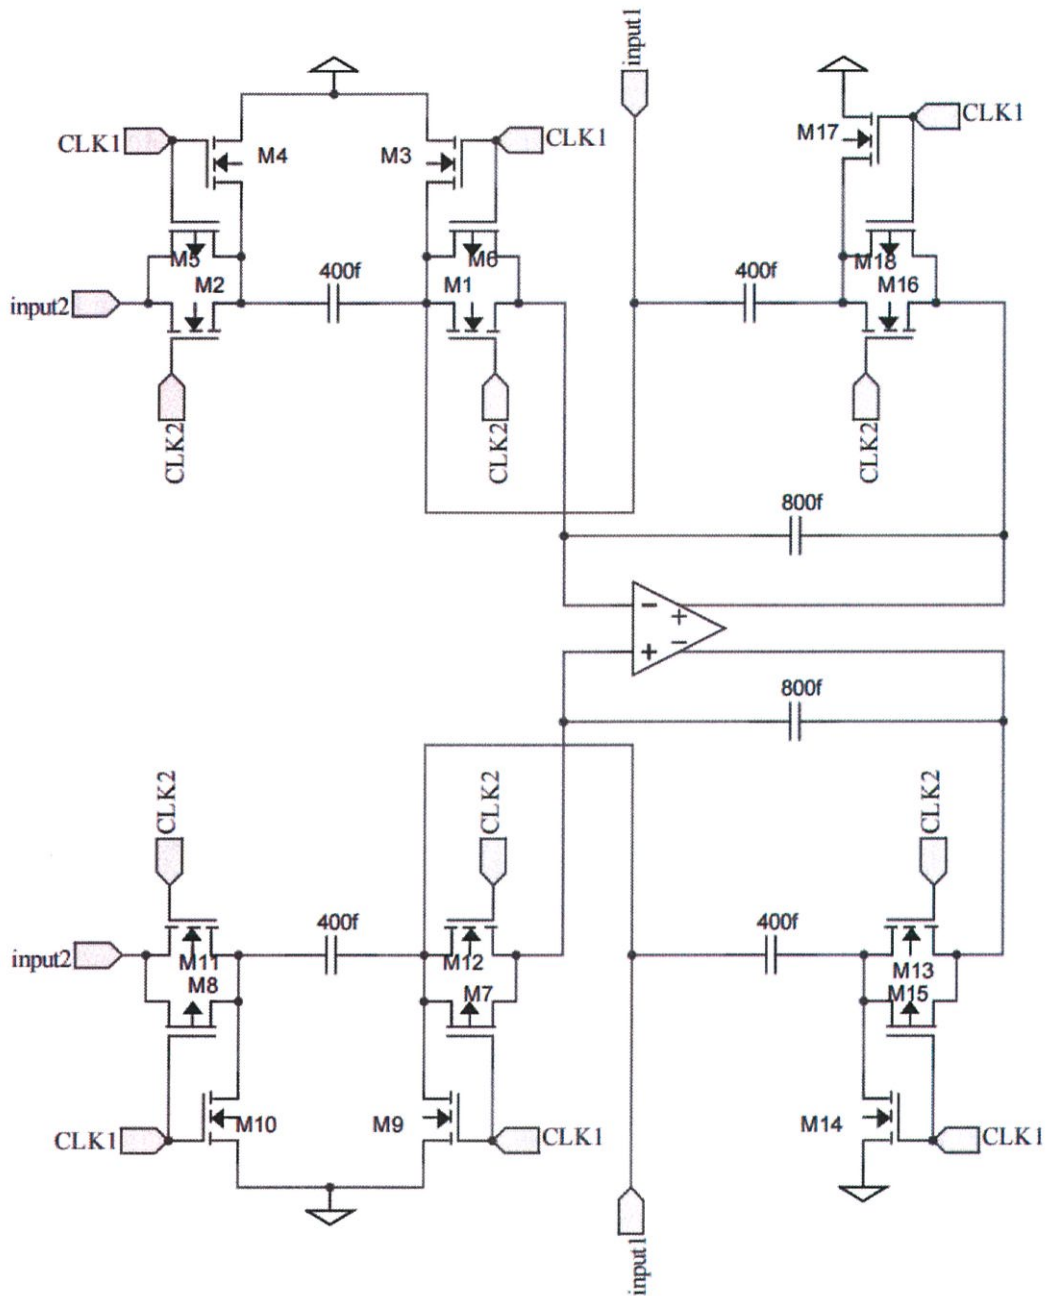 input1
CLK1
M4
M3
CLK1
M17
CLK1
M5
M2
400f
M6
M1
400f
M18
M16
input2
CLK2
CLK2
CLK2
800f
- +
+ -
800f
CLK2
CLK2
CLK2
input2
M11
M8
400f
M12
M7
400f
M13
M15
CLK1
M10
M9
CLK1
M14
CLK1
input1